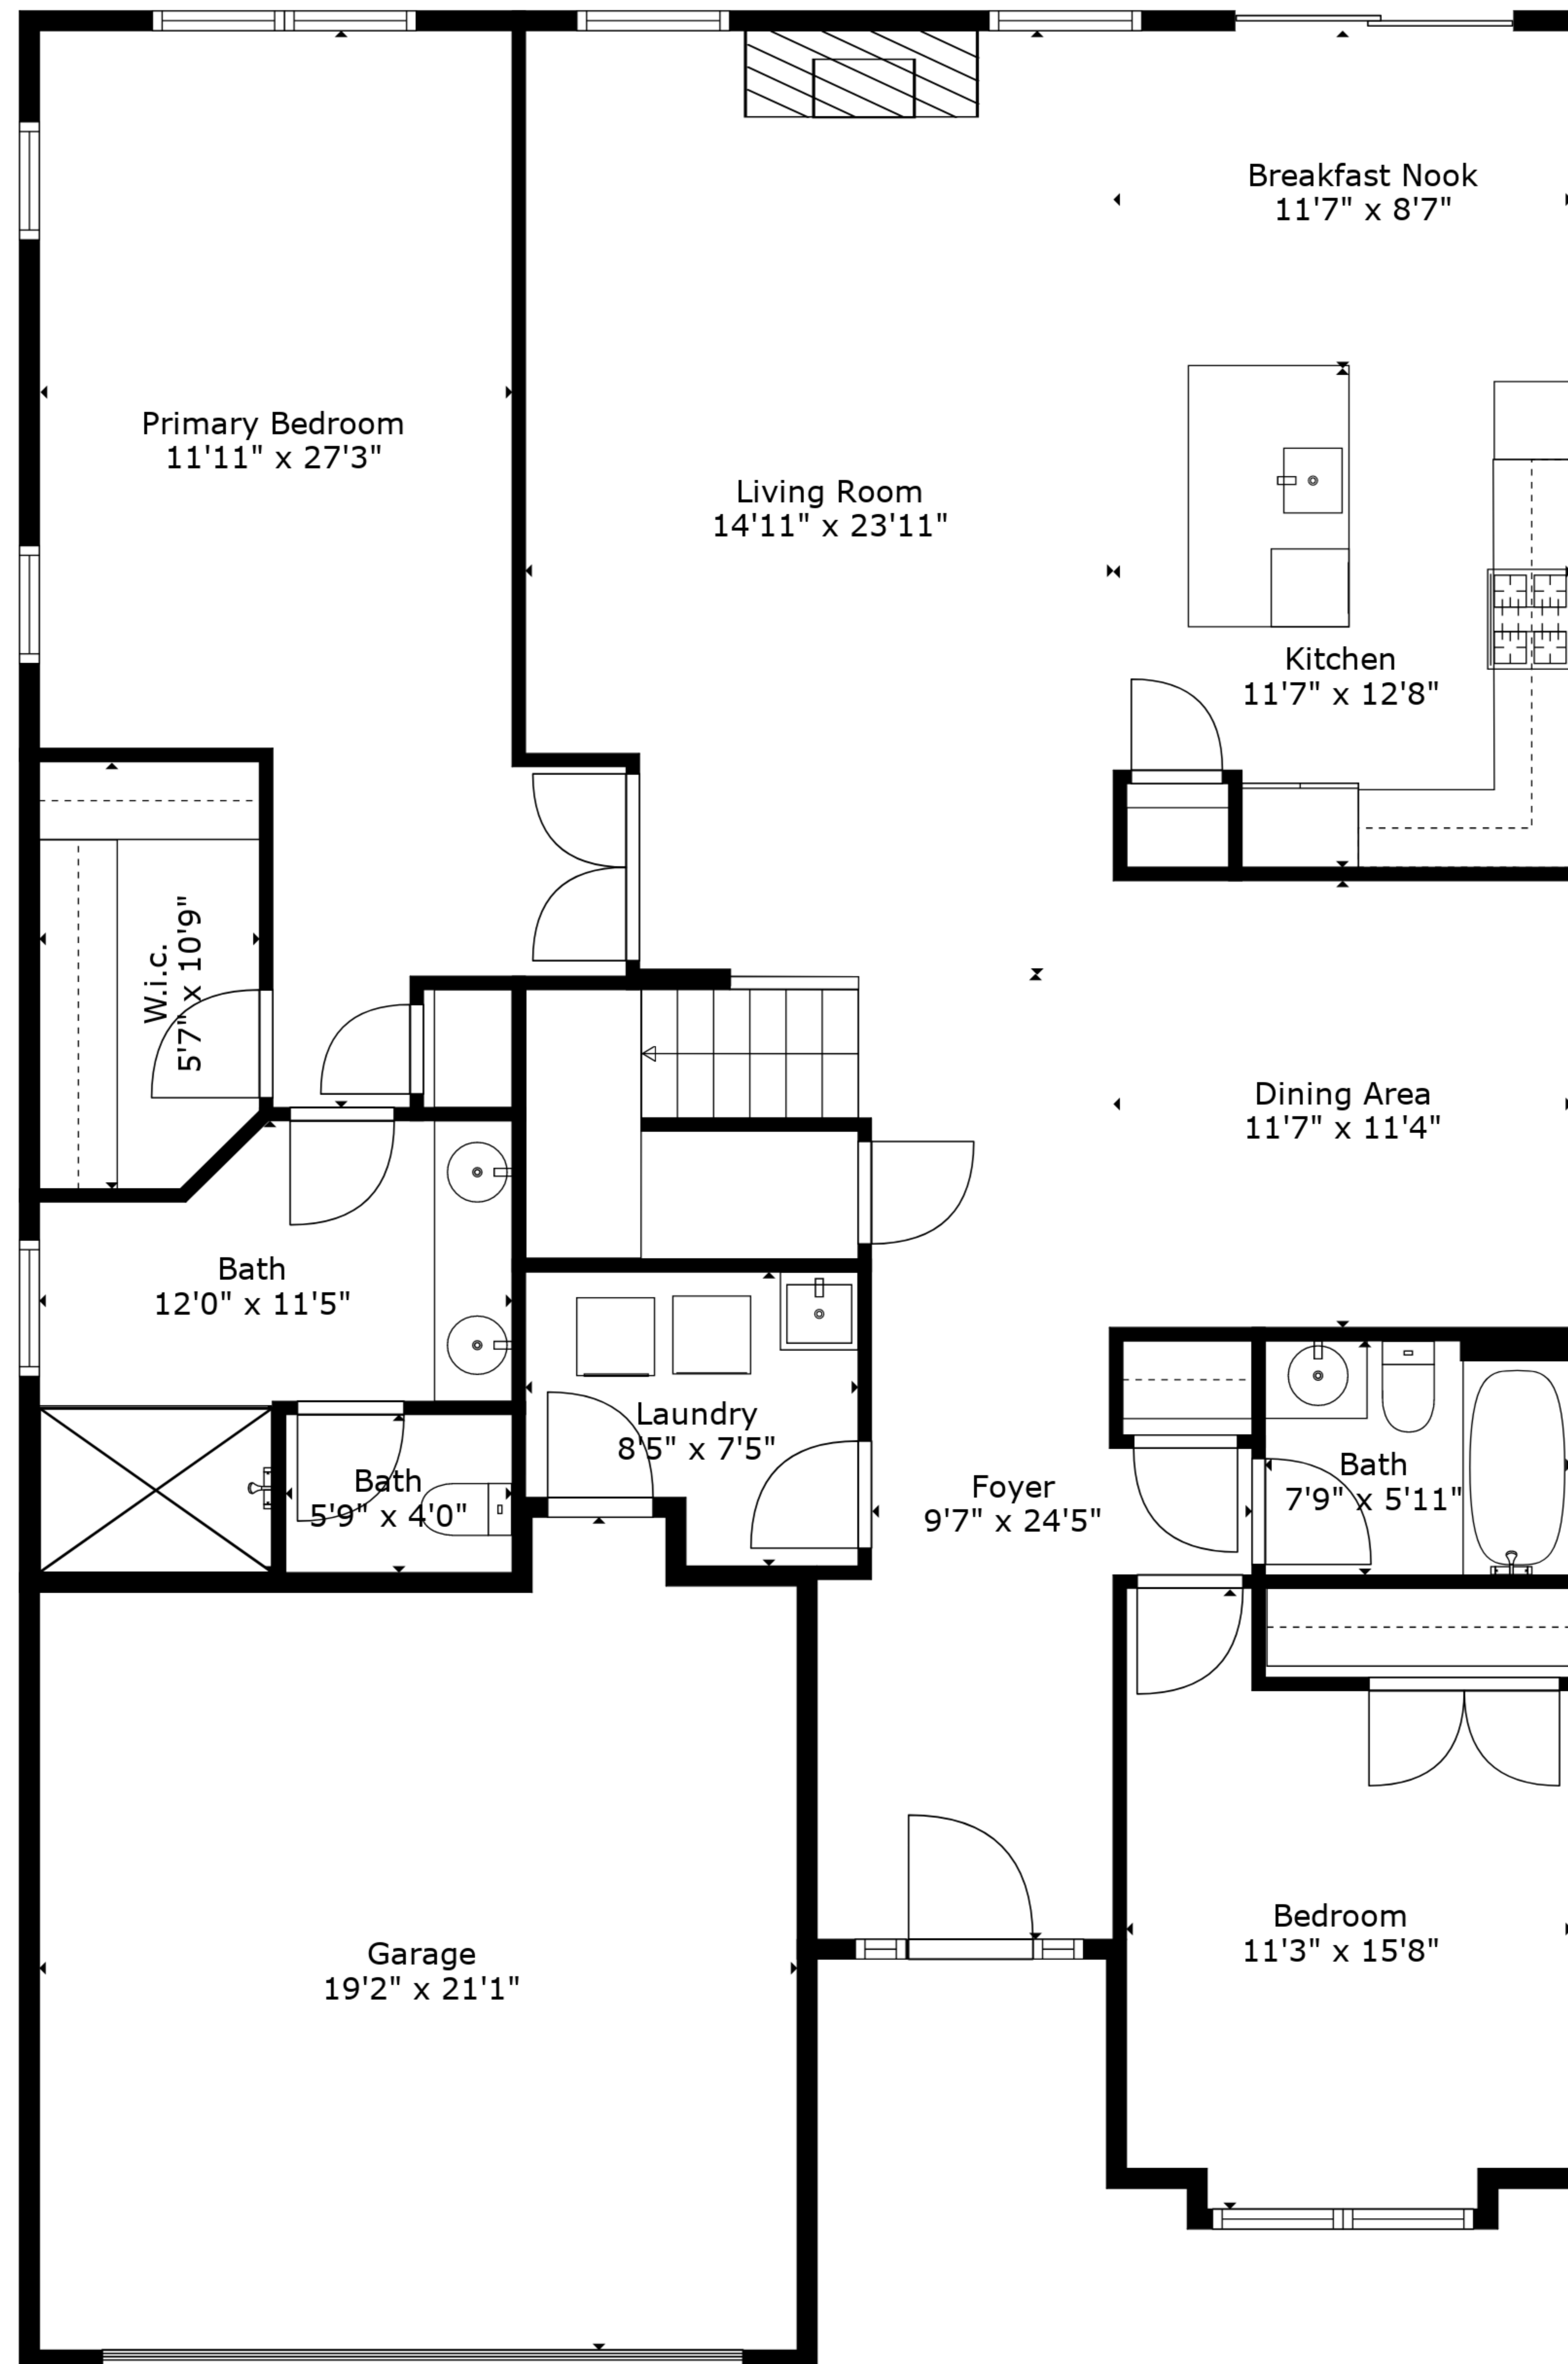 Breakfast Nook
11'7" x 8'7"
Primary Bedroom
11'11" x 27'3"
Living Room
14'11" x 23'11"
Kitchen
11'7" x 12'8"
W.i.c.
5'7" x 10'9"
Dining Area
11'7" x 11'4"
Bath
12'0" x 11'5"
Laundry
8'5" x 7'5"
Bath
5'9" x 4'0"
Foyer
9'7" x 24'5"
Bath
7'9" x 5'11"
Garage
19'2" x 21'1"
Bedroom
11'3" x 15'8"